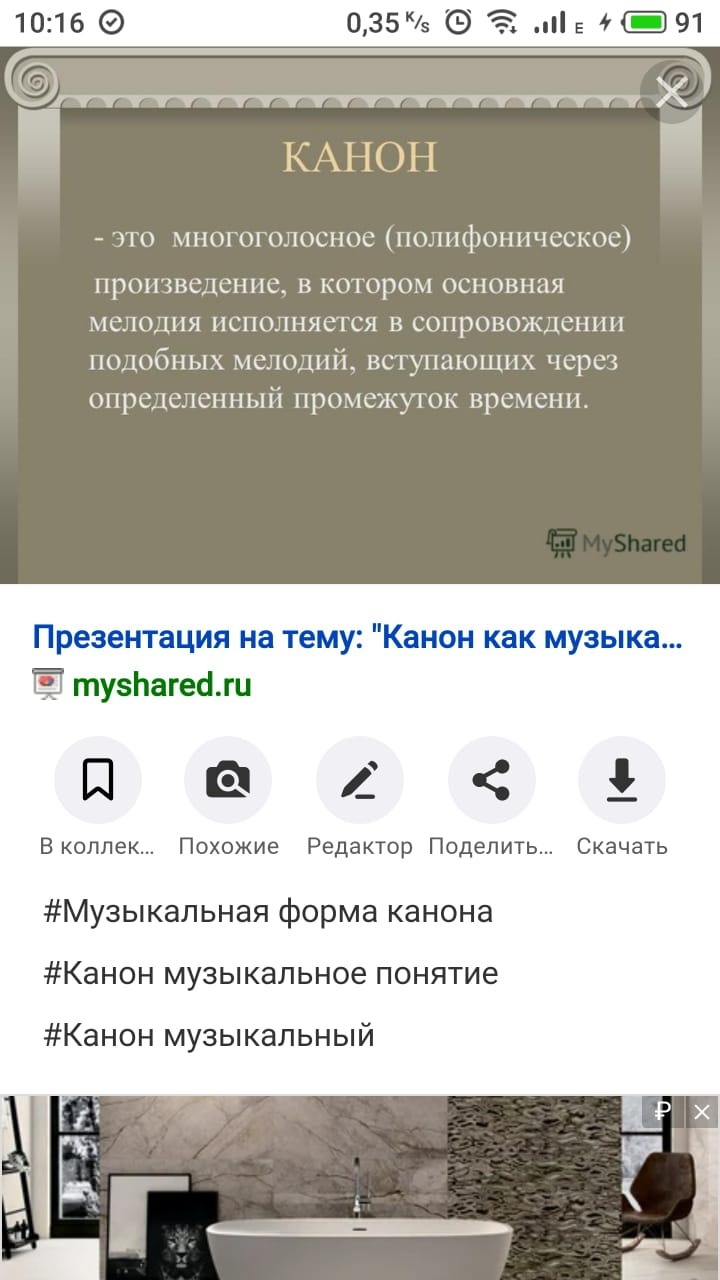 10:16 0,35 K/s E 91
КАНОН
- это многоголосное (полифоническое)
произведение, в котором основная
мелодия исполняется в сопровождении
подобных мелодий, вступающих через
определенный промежуток времени.
MyShared
Презентация на тему: "Канон как музыка...
myshared.ru
В коллек... Похожие Редактор Поделить... Скачать
#Музыкальная форма канона
#Канон музыкальное понятие
#Канон музыкальный
₽